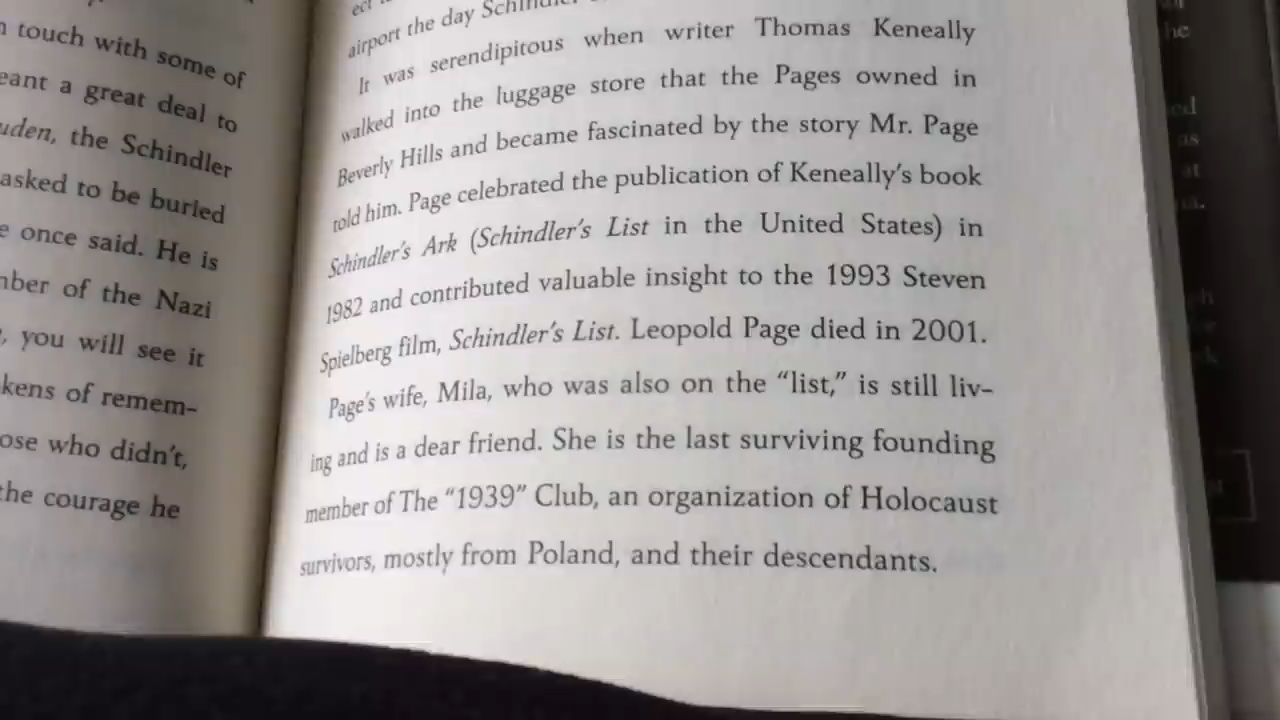 touch with some of
a great deal to
the Schindler
asked to be buried
once said. He is
of the Nazi
you will see it
of remem-
who didn't,
the courage he
airport the day
It was serendipitous when writer Thomas Keneally
walked into the luggage store that the Pages owned in
Beverly Hills and became fascinated by the story Mr. Page
told him. Page celebrated the publication of Keneally's book
Schindler's Ark (Schindler's List in the United States) in
1982 and contributed valuable insight to the 1993 Steven
Spielberg film, Schindler's List. Leopold Page died in 2001.
Page's wife, Mila, who was also on the "list," is still liv-
ing and is a dear friend. She is the last surviving founding
member of The "1939" Club, an organization of Holocaust
survivors, mostly from Poland, and their descendants.